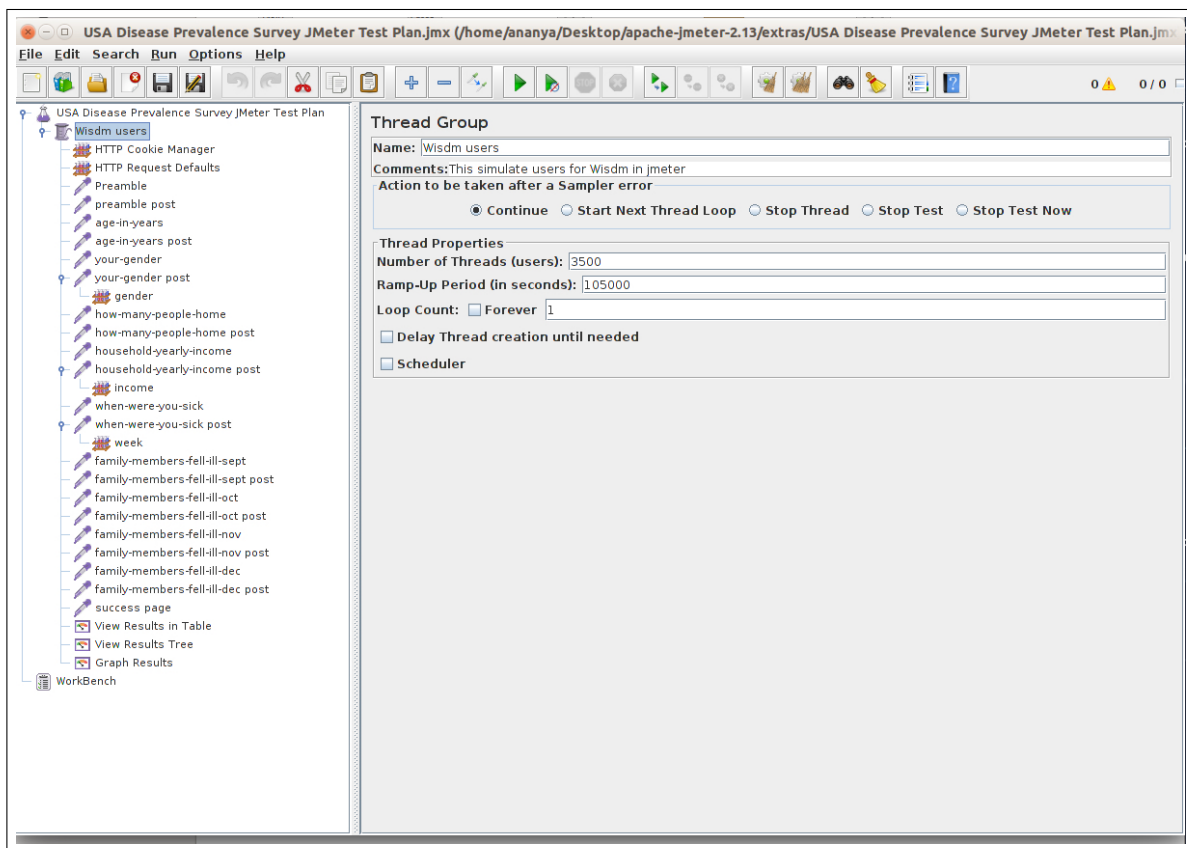 USA Disease Prevalence Survey JMeter Test Plan.jmx (/home/ananya/Desktop/apache-jmeter-2.13/extras/USA Disease Prevalence Survey JMeter Test Plan.jmx
File Edit Search Run Options Help
0 0 / 0
USA Disease Prevalence Survey JMeter Test Plan
Wisdm users
HTTP Cookie Manager
HTTP Request Defaults
Preamble
preamble post
age-in-years
age-in-years post
your-gender
your-gender post
gender
how-many-people-home
how-many-people-home post
household-yearly-income
household-yearly-income post
income
when-were-you-sick
when-were-you-sick post
week
family-members-fell-ill-sept
family-members-fell-ill-sept post
family-members-fell-ill-oct
family-members-fell-ill-oct post
family-members-fell-ill-nov
family-members-fell-ill-nov post
family-members-fell-ill-dec
family-members-fell-ill-dec post
success page
View Results in Table
View Results Tree
Graph Results
WorkBench
Thread Group
Name: Wisdm users
Comments:This simulate users for Wisdm in jmeter
Action to be taken after a Sampler error
Continue Start Next Thread Loop Stop Thread Stop Test Stop Test Now
Thread Properties
Number of Threads (users): 3500
Ramp-Up Period (in seconds): 105000
Loop Count: Forever 1
Delay Thread creation until needed
Scheduler